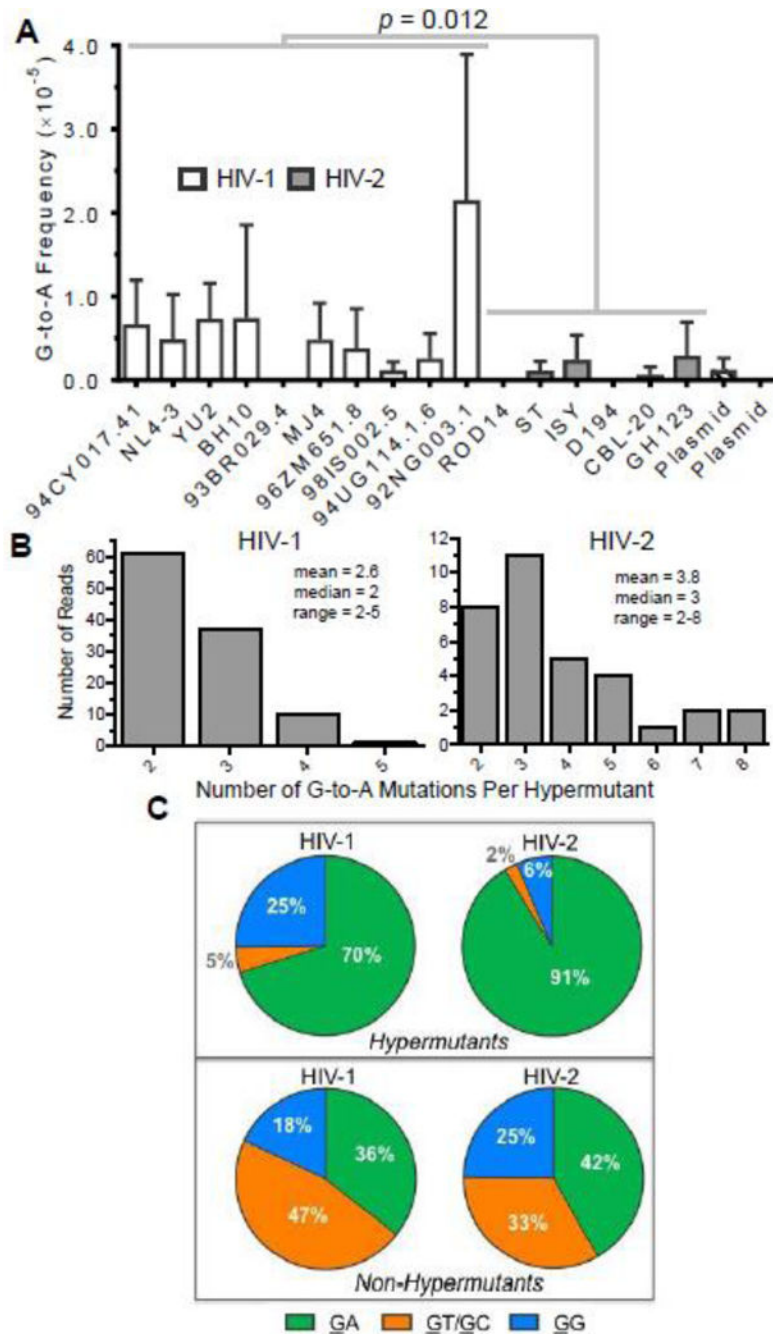 A
p = 0.012
G-to-A Frequency (×10⁻⁵)
4.0
3.0
2.0
1.0
0.0
HIV-1 HIV-2
94CY017.41
NL4-3
YU2
BH10
93BR029.4
MJ4
96ZM651.8
98IS002.5
94UG114.1.6
92NG003.1
ROD14
ST
ISY
D194
CBL-20
GH123
Plasmid
Plasmid
B
HIV-1
mean = 2.6
median = 2
range = 2-5
Number of Reads
60
50
40
30
20
10
0
2 3 4 5
HIV-2
mean = 3.8
median = 3
range = 2-8
12
10
8
6
4
2
0
2 3 4 5 6 7 8
Number of G-to-A Mutations Per Hypermutant
C
HIV-1
25%
5%
70%
HIV-2
2%
6%
91%
Hypermutants
HIV-1
18%
36%
47%
HIV-2
25%
42%
33%
Non-Hypermutants
GA GT/GC GG